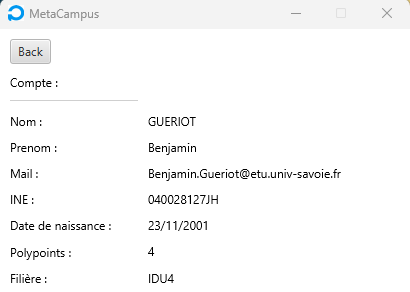 MetaCampus
Back
Compte :
Nom : GUERIOT
Prenom : Benjamin
Mail : Benjamin.Gueriot@etu.univ-savoie.fr
INE : 040028127JH
Date de naissance : 23/11/2001
Polypoints : 4
Filière : IDU4